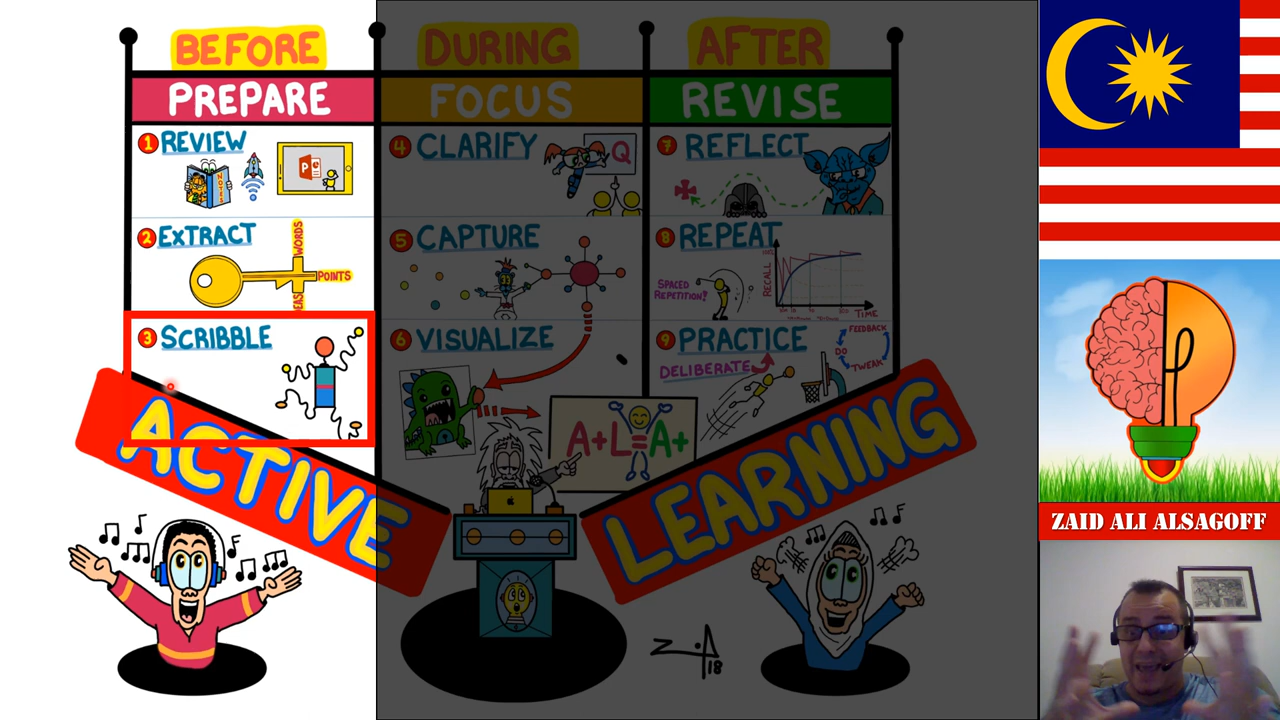 BEFORE
DURING
AFTER
PREPARE
FOCUS
REVISE
1 REVIEW
NOTES
P
2 ExTRACT
WORDS
POINTS
3 SCRIBBLE
4 CLARIFY
Q
5 CAPTURE
6 VISUALIZE
A+L=A+
7 REFLECT
8 REPEAT
SPACED
REPETITION!
RECALL
TIME
9 PRACTICE
DELIBERATE
FEEDBACK
DO
TWEAK
ACTIVE
LEARNING
Z.A
18
ZAID ALI ALSAGOFF